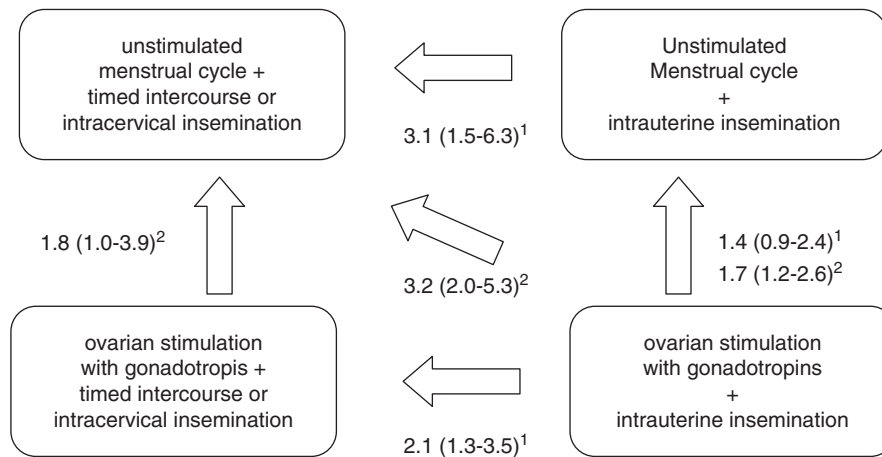 unstimulated
menstrual cycle +
timed intercourse or
intracervical insemination
Unstimulated
Menstrual cycle
+
intrauterine insemination
3.1 (1.5-6.3)¹
1.8 (1.0-3.9)²
3.2 (2.0-5.3)²
1.4 (0.9-2.4)¹
1.7 (1.2-2.6)²
ovarian stimulation
with gonadotropis +
timed intercourse or
intracervical insemination
ovarian stimulation
with gonadotropins
+
intrauterine insemination
2.1 (1.3-3.5)¹